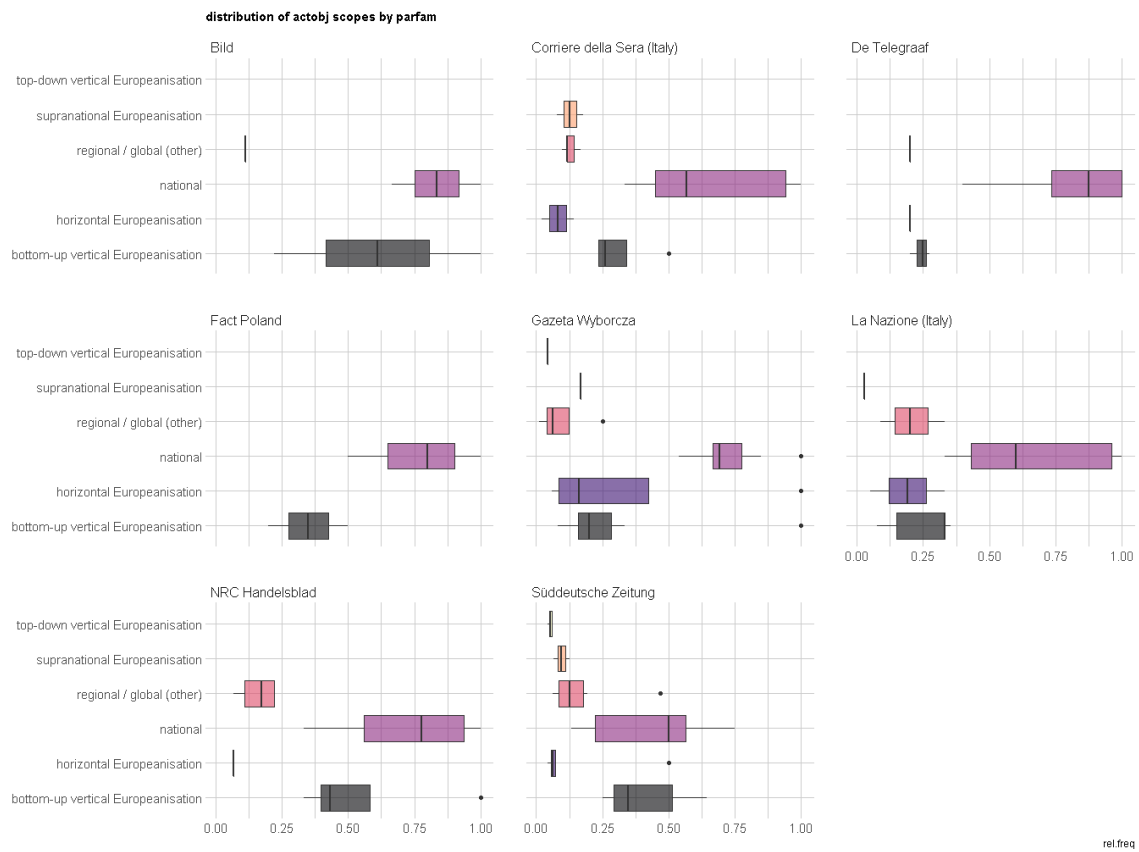 distribution of actobj scopes by parfam
Bild
Corriere della Sera (Italy)
De Telegraaf
top-down vertical Europeanisation
supranational Europeanisation
regional / global (other)
national
horizontal Europeanisation
bottom-up vertical Europeanisation
Fact Poland
Gazeta Wyborcza
La Nazione (Italy)
top-down vertical Europeanisation
supranational Europeanisation
regional / global (other)
national
horizontal Europeanisation
bottom-up vertical Europeanisation
0.00 0.25 0.50 0.75 1.00
NRC Handelsblad
Süddeutsche Zeitung
top-down vertical Europeanisation
supranational Europeanisation
regional / global (other)
national
horizontal Europeanisation
bottom-up vertical Europeanisation
0.00 0.25 0.50 0.75 1.00
0.00 0.25 0.50 0.75 1.00
rel.freq